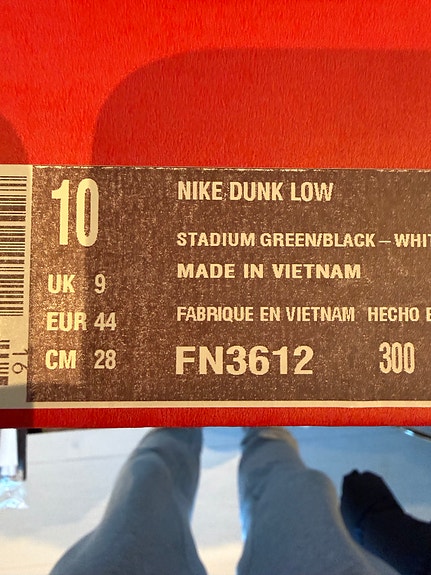 10
UK 9
EUR 44
CM 28
NIKE DUNK LOW
STADIUM GREEN/BLACK – WHIT
MADE IN VIETNAM
FABRIQUE EN VIETNAM HECHO E
FN3612 300
16